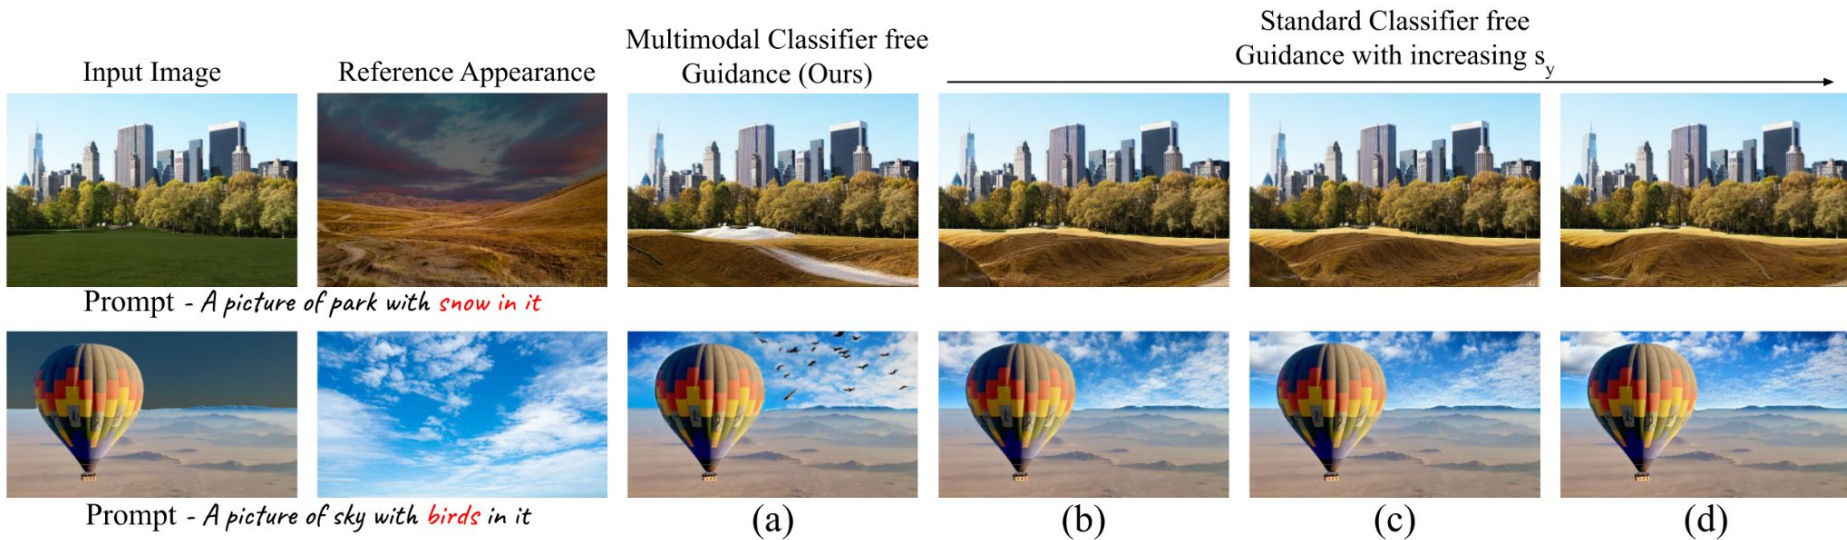 Input Image
Reference Appearance
Multimodal Classifier free
Guidance (Ours)
Standard Classifier free
Guidance with increasing s_y
Prompt - A picture of park with snow in it
Prompt - A picture of sky with birds in it
(a)
(b)
(c)
(d)